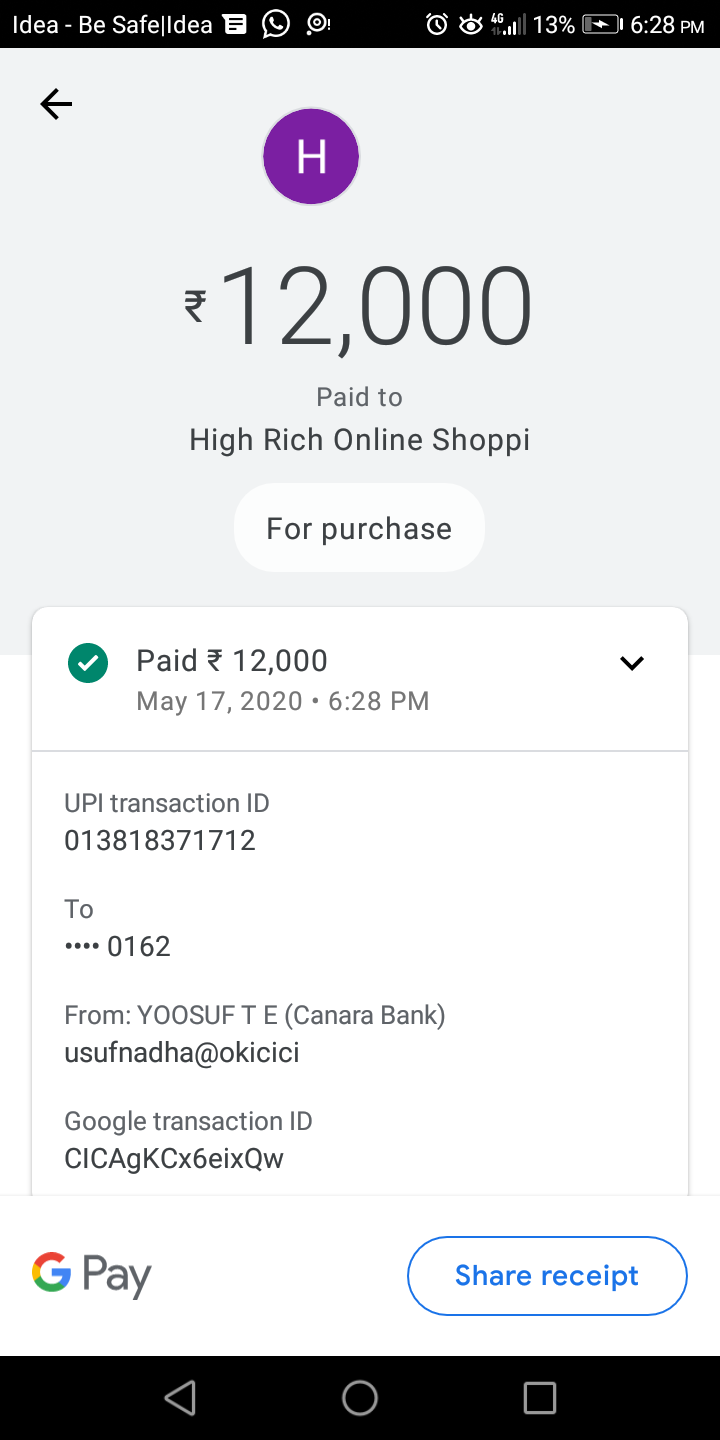 Idea - Be Safe|Idea 4G 13% 6:28 PM
H
₹12,000
Paid to
High Rich Online Shoppi
For purchase
Paid ₹ 12,000
May 17, 2020 • 6:28 PM
UPI transaction ID
013818371712
To
•••• 0162
From: YOOSUF T E (Canara Bank)
usufnadha@okicici
Google transaction ID
CICAgKCx6eixQw
G Pay
Share receipt